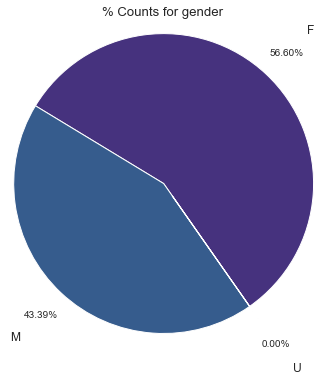 % Counts for gender
F
56.60%
43.39%
M
0.00%
U